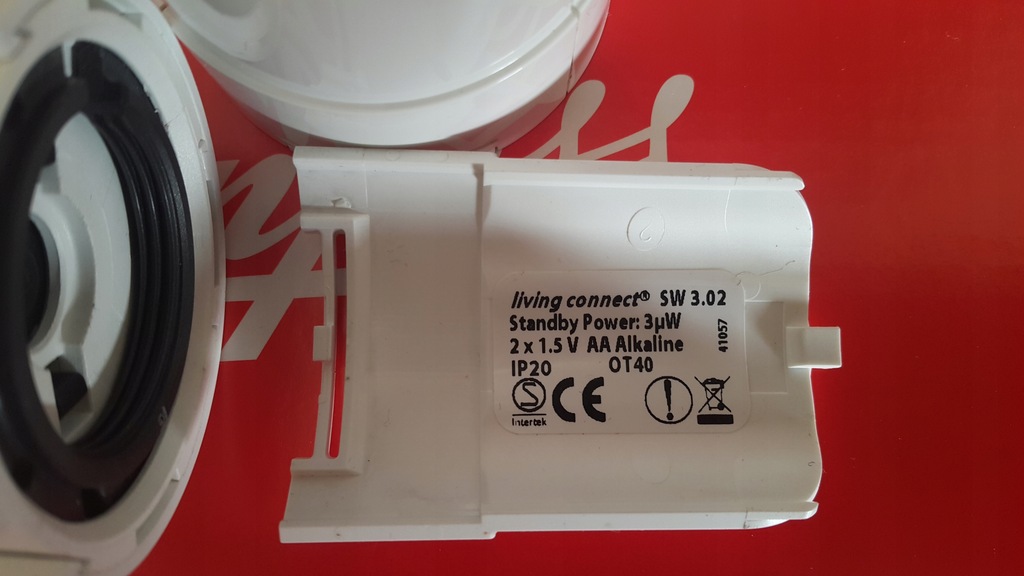 living connect® SW 3.02
Standby Power: 3µW
2 x 1.5 V AA Alkaline
IP20 OT40
41057
S
Intertek
CE